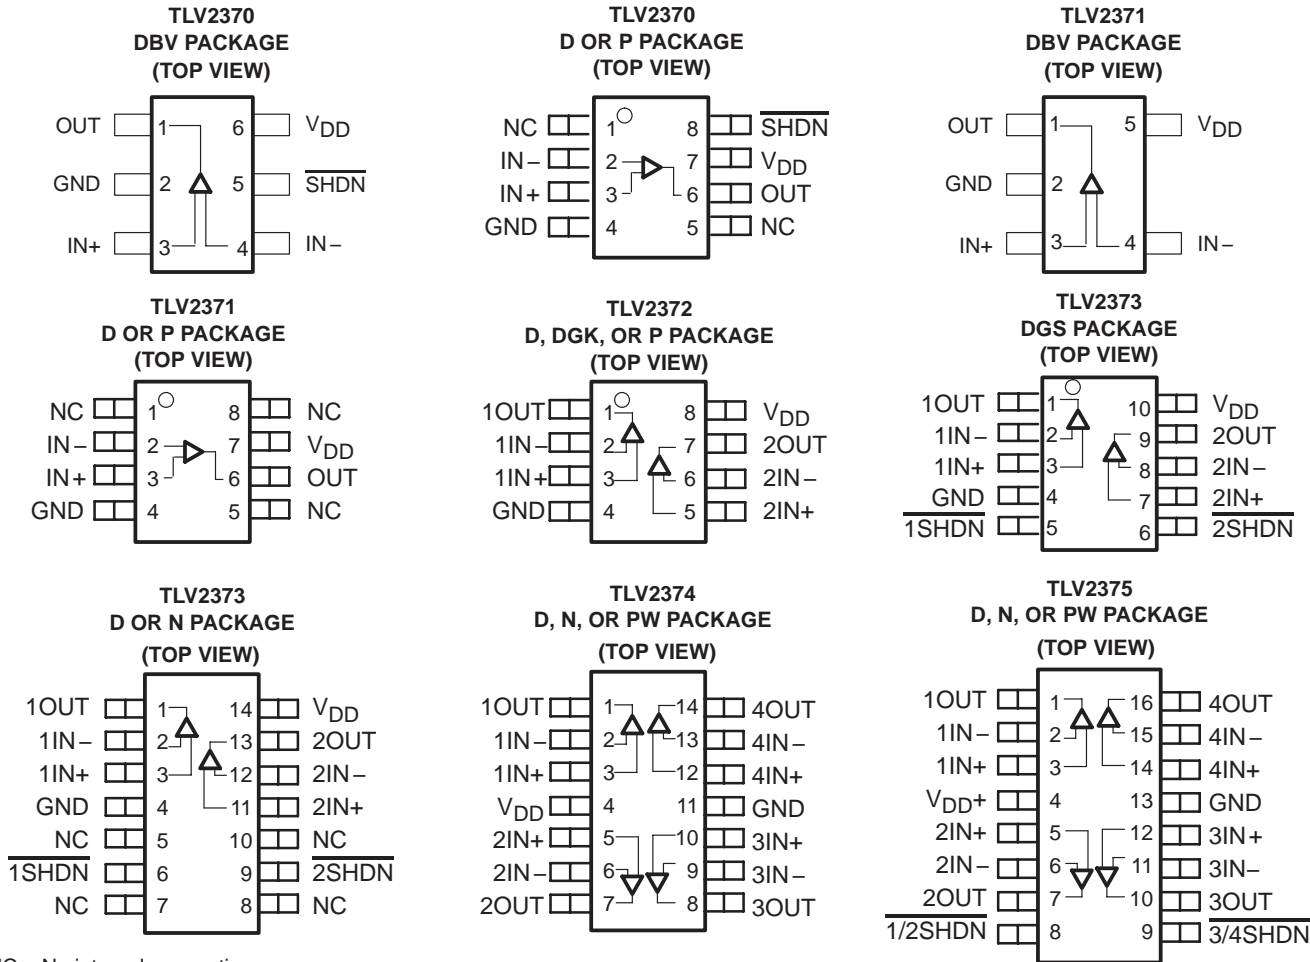 TLV2370
DBV PACKAGE
(TOP VIEW)
OUT 1 6 VDD
GND 2 5 SHDN
IN+ 3 4 IN–
TLV2370
D OR P PACKAGE
(TOP VIEW)
NC 1 8 SHDN
IN– 2 7 VDD
IN+ 3 6 OUT
GND 4 5 NC
TLV2371
DBV PACKAGE
(TOP VIEW)
OUT 1 5 VDD
GND 2
IN+ 3 4 IN–
TLV2371
D OR P PACKAGE
(TOP VIEW)
NC 1 8 NC
IN– 2 7 VDD
IN+ 3 6 OUT
GND 4 5 NC
TLV2372
D, DGK, OR P PACKAGE
(TOP VIEW)
1OUT 1 8 VDD
1IN– 2 7 2OUT
1IN+ 3 6 2IN–
GND 4 5 2IN+
TLV2373
DGS PACKAGE
(TOP VIEW)
1OUT 1 10 VDD
1IN– 2 9 2OUT
1IN+ 3 8 2IN–
GND 4 7 2IN+
1SHDN 5 6 2SHDN
TLV2373
D OR N PACKAGE
(TOP VIEW)
1OUT 1 14 VDD
1IN– 2 13 2OUT
1IN+ 3 12 2IN–
GND 4 11 2IN+
NC 5 10 NC
1SHDN 6 9 2SHDN
NC 7 8 NC
TLV2374
D, N, OR PW PACKAGE
(TOP VIEW)
1OUT 1 14 4OUT
1IN– 2 13 4IN–
1IN+ 3 12 4IN+
VDD 4 11 GND
2IN+ 5 10 3IN+
2IN– 6 9 3IN–
2OUT 7 8 3OUT
TLV2375
D, N, OR PW PACKAGE
(TOP VIEW)
1OUT 1 16 4OUT
1IN– 2 15 4IN–
1IN+ 3 14 4IN+
VDD+ 4 13 GND
2IN+ 5 12 3IN+
2IN– 6 11 3IN–
2OUT 7 10 3OUT
1/2SHDN 8 9 3/4SHDN